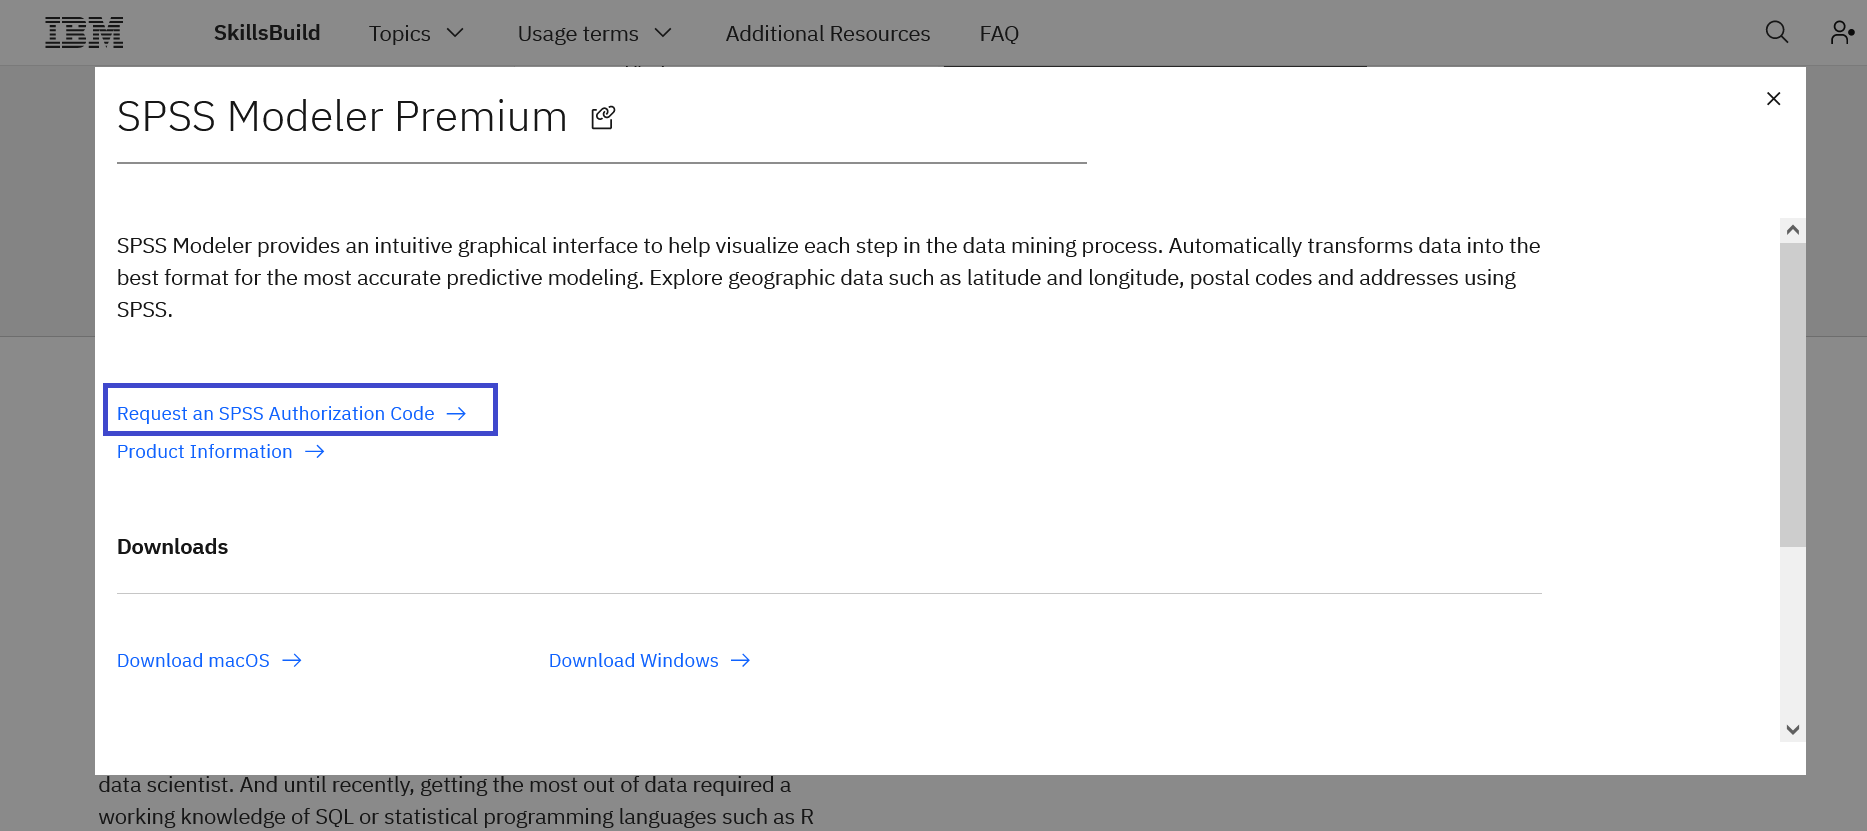 IBM SkillsBuild Topics Usage terms Additional Resources FAQ
SPSS Modeler Premium
SPSS Modeler provides an intuitive graphical interface to help visualize each step in the data mining process. Automatically transforms data into the
best format for the most accurate predictive modeling. Explore geographic data such as latitude and longitude, postal codes and addresses using
SPSS.
Request an SPSS Authorization Code
Product Information
Downloads
Download macOS Download Windows
data scientist. And until recently, getting the most out of data required a
working knowledge of SQL or statistical programming languages such as R